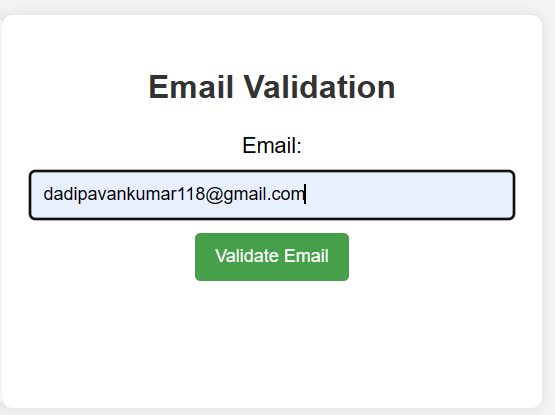 Email Validation
Email:
dadipavankumar118@gmail.com
Validate Email